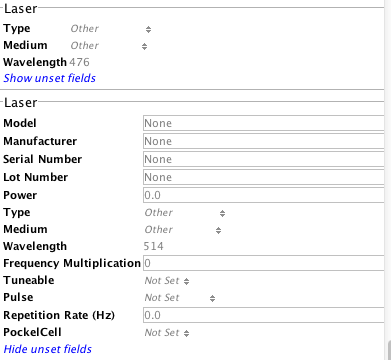 Laser
Type Other
Medium Other
Wavelength 476
Show unset fields
Laser
Model None
Manufacturer None
Serial Number None
Lot Number None
Power 0.0
Type Other
Medium Other
Wavelength 514
Frequency Multiplication 0
Tuneable Not Set
Pulse Not Set
Repetition Rate (Hz) 0.0
PockelCell Not Set
Hide unset fields